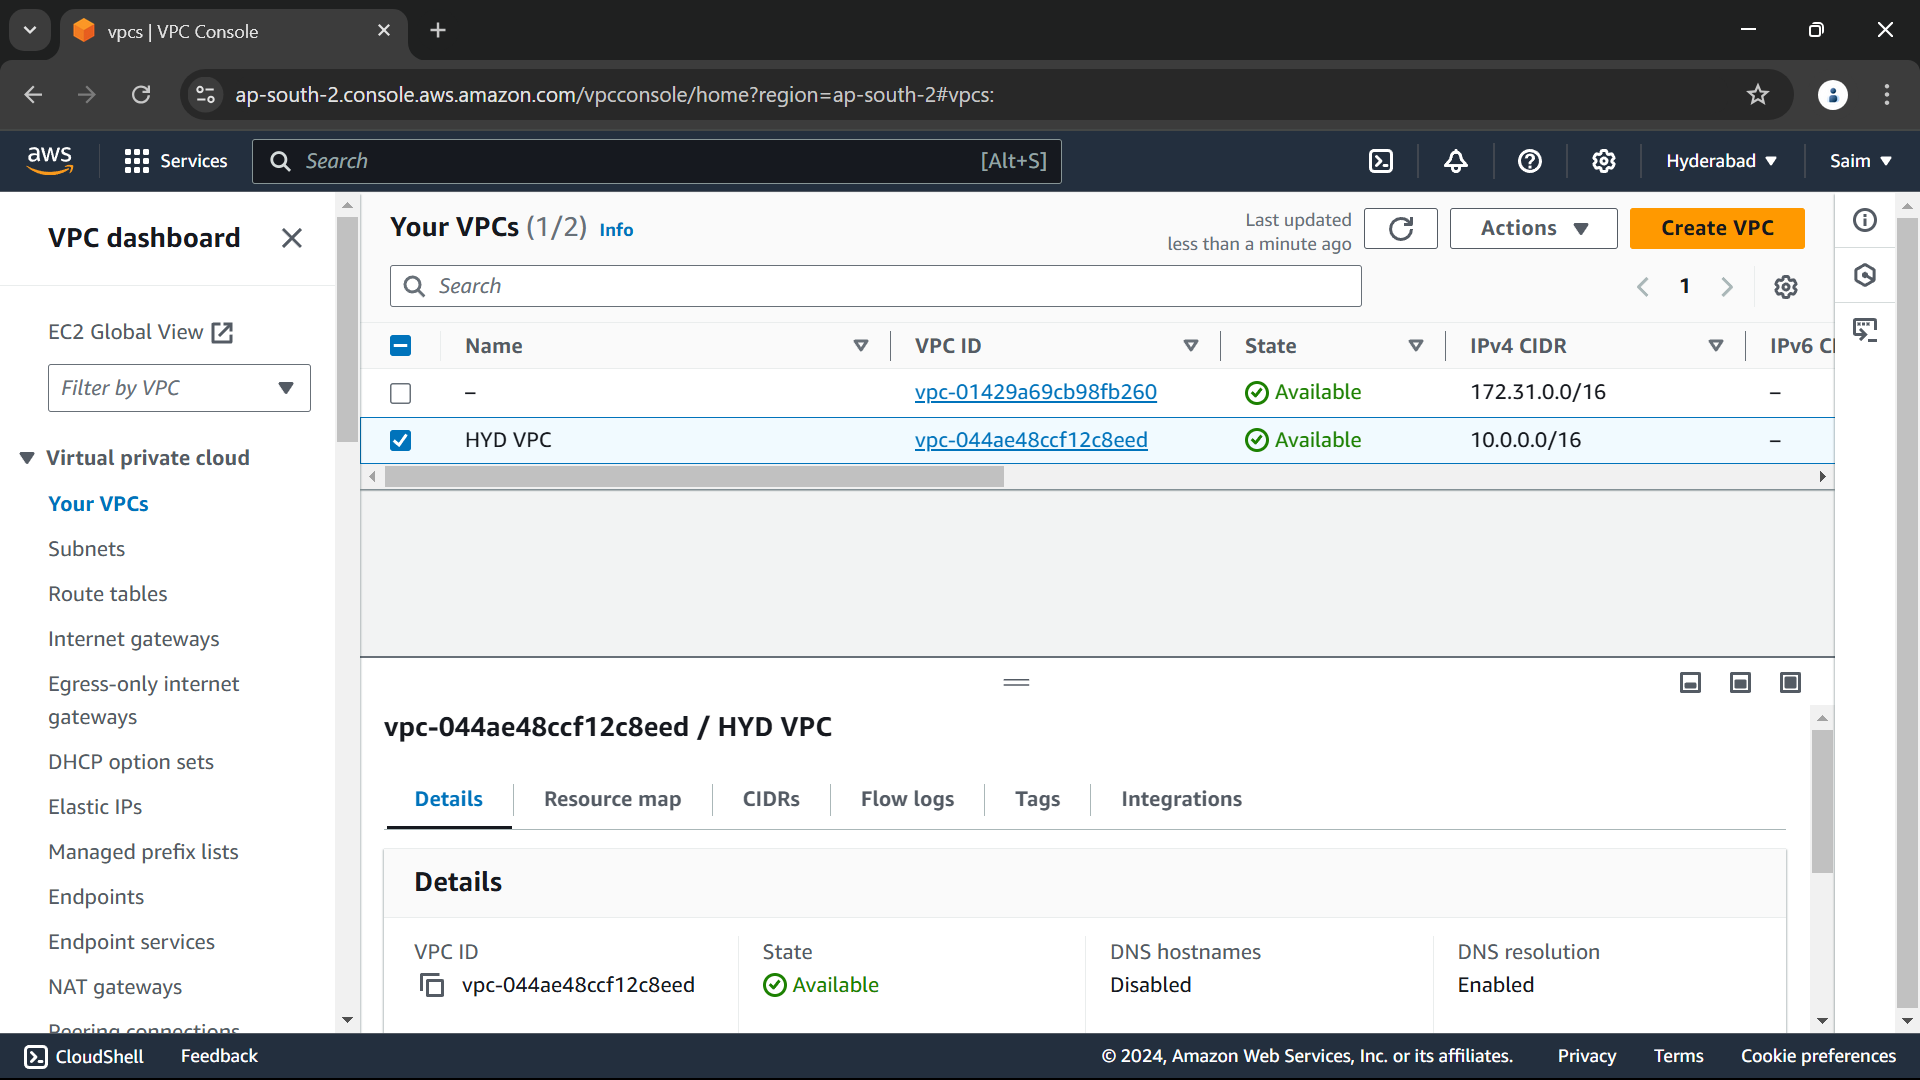 vpcs | VPC Console
ap-south-2.console.aws.amazon.com/vpcconsole/home?region=ap-south-2#vpcs:
aws
Services
Search
[Alt+S]
Hyderabad
Saim
VPC dashboard
EC2 Global View
Filter by VPC
Virtual private cloud
Your VPCs
Subnets
Route tables
Internet gateways
Egress-only internet
gateways
DHCP option sets
Elastic IPs
Managed prefix lists
Endpoints
Endpoint services
NAT gateways
Peering connections
Your VPCs (1/2) Info
Last updated
less than a minute ago
Actions
Create VPC
Search
1
Name VPC ID State IPv4 CIDR IPv6 CI
– vpc-01429a69cb98fb260 Available 172.31.0.0/16 –
HYD VPC vpc-044ae48ccf12c8eed Available 10.0.0.0/16 –
vpc-044ae48ccf12c8eed / HYD VPC
Details Resource map CIDRs Flow logs Tags Integrations
Details
VPC ID
vpc-044ae48ccf12c8eed
State
Available
DNS hostnames
Disabled
DNS resolution
Enabled
CloudShell Feedback © 2024, Amazon Web Services, Inc. or its affiliates. Privacy Terms Cookie preferences